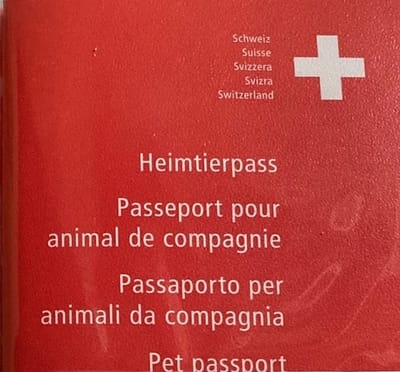 Schweiz
Suisse
Svizzera
Svizra
Switzerland
Heimtierpass
Passeport pour
animal de compagnie
Passaporto per
animali da compagnia
Pet passport